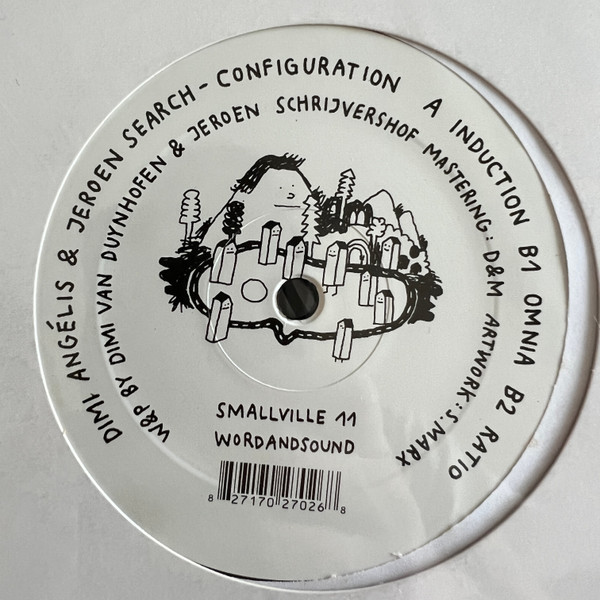 DIMI ANGÉLIS & JEROEN SEARCH - CONFIGURATION A INDUCTION B1 OMNIA B2 RATIO
W&P BY DIMI VAN DUYNHOFEN & JEROEN SCHRIJVERSHOF MASTERING: D&M ARTWORK: S.MARX
SMALLVILLE 11
WORDANDSOUND
8 27170 27026 8